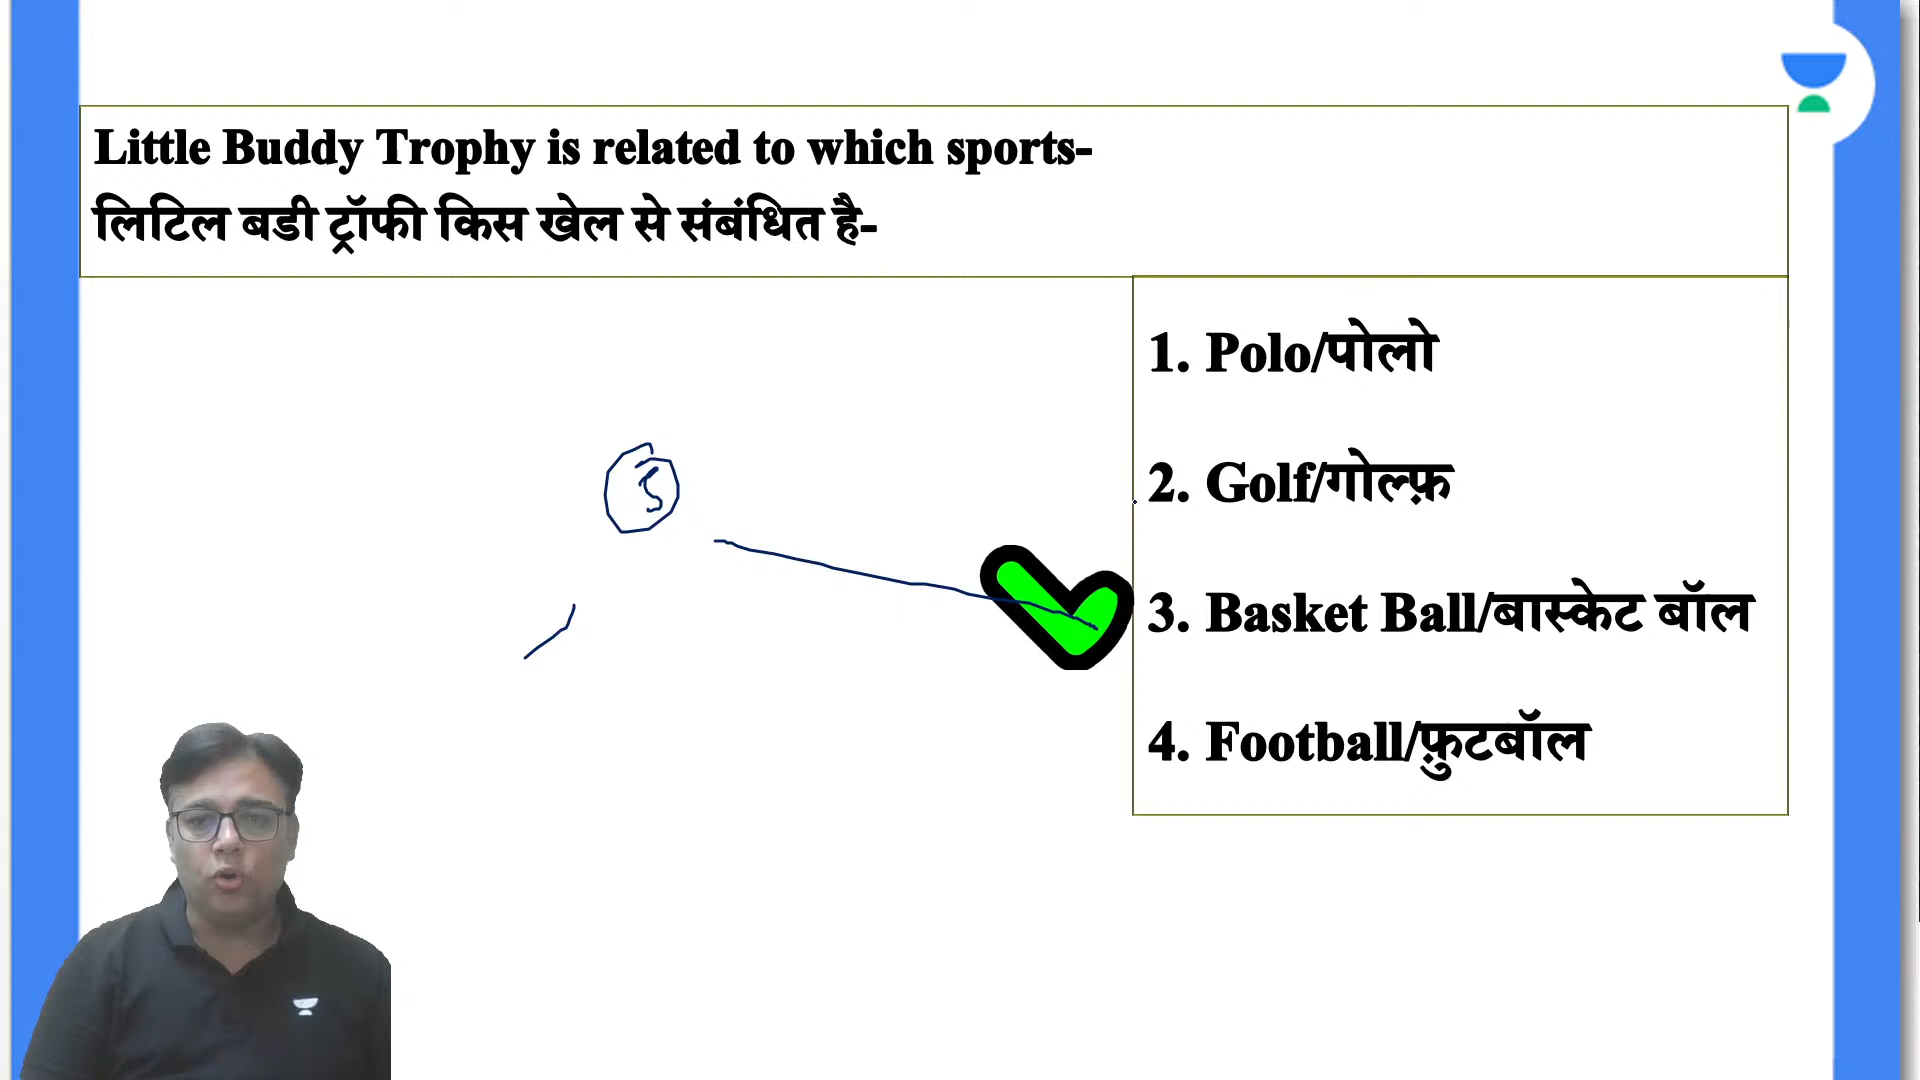 Little Buddy Trophy is related to which sports-
लिटिल बडी ट्रॉफी किस खेल से संबंधित है-
1. Polo/पोलो
2. Golf/गोल्फ़
3. Basket Ball/बास्केट बॉल
4. Football/फ़ुटबॉल